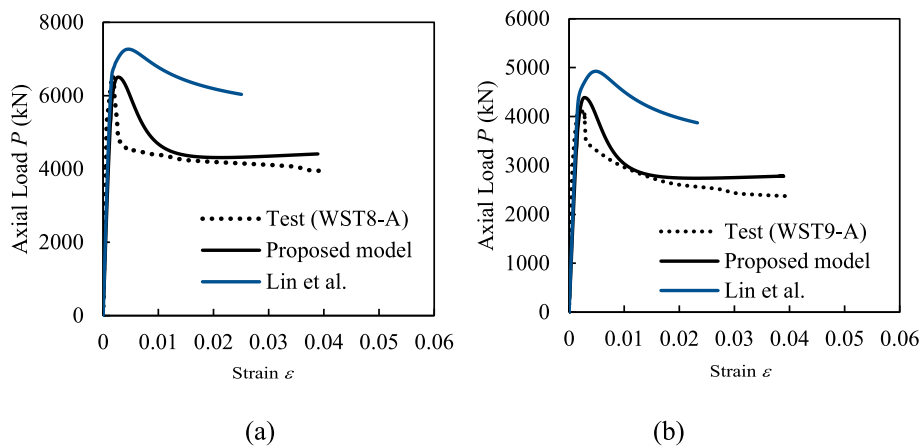 8000
6000
4000
2000
0
Axial Load P (kN)
Test (WST8-A)
Proposed model
Lin et al.
0 0.01 0.02 0.03 0.04 0.05 0.06
Strain ε
(a)
6000
5000
4000
3000
2000
1000
0
Axial Load P (kN)
Test (WST9-A)
Proposed model
Lin et al.
0 0.01 0.02 0.03 0.04 0.05 0.06
Strain ε
(b)